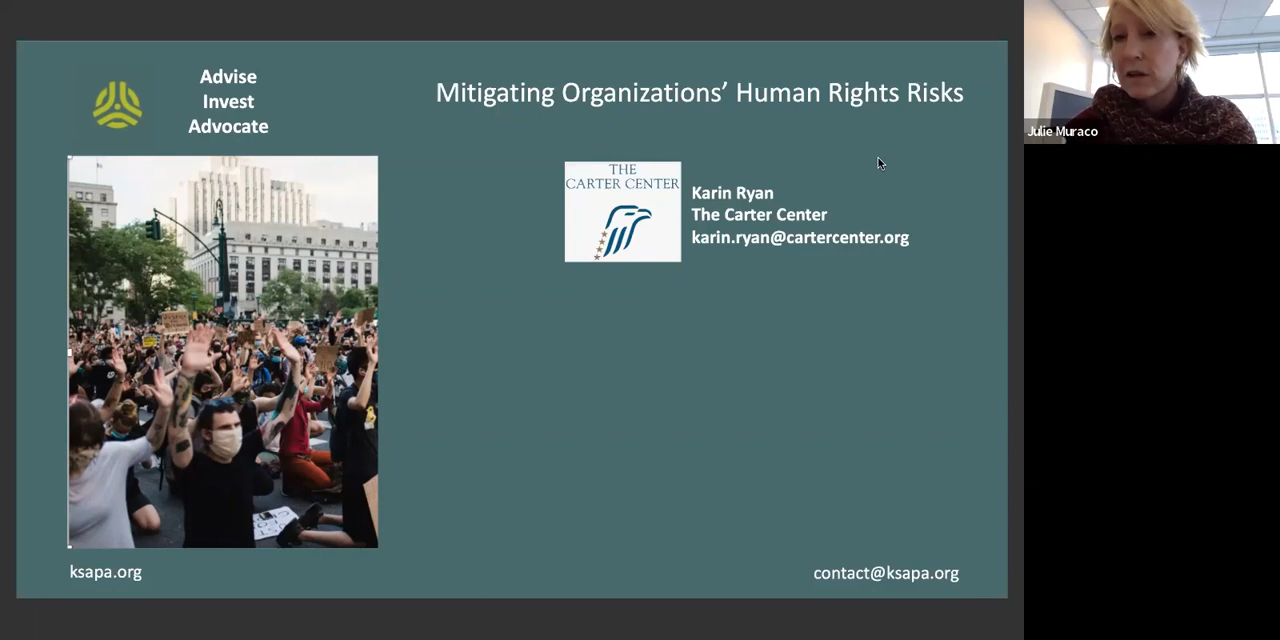 Advise
Invest
Advocate
Mitigating Organizations' Human Rights Risks
THE
CARTER CENTER
Karin Ryan
The Carter Center
karin.ryan@cartercenter.org
ksapa.org
contact@ksapa.org
Julie Muraco